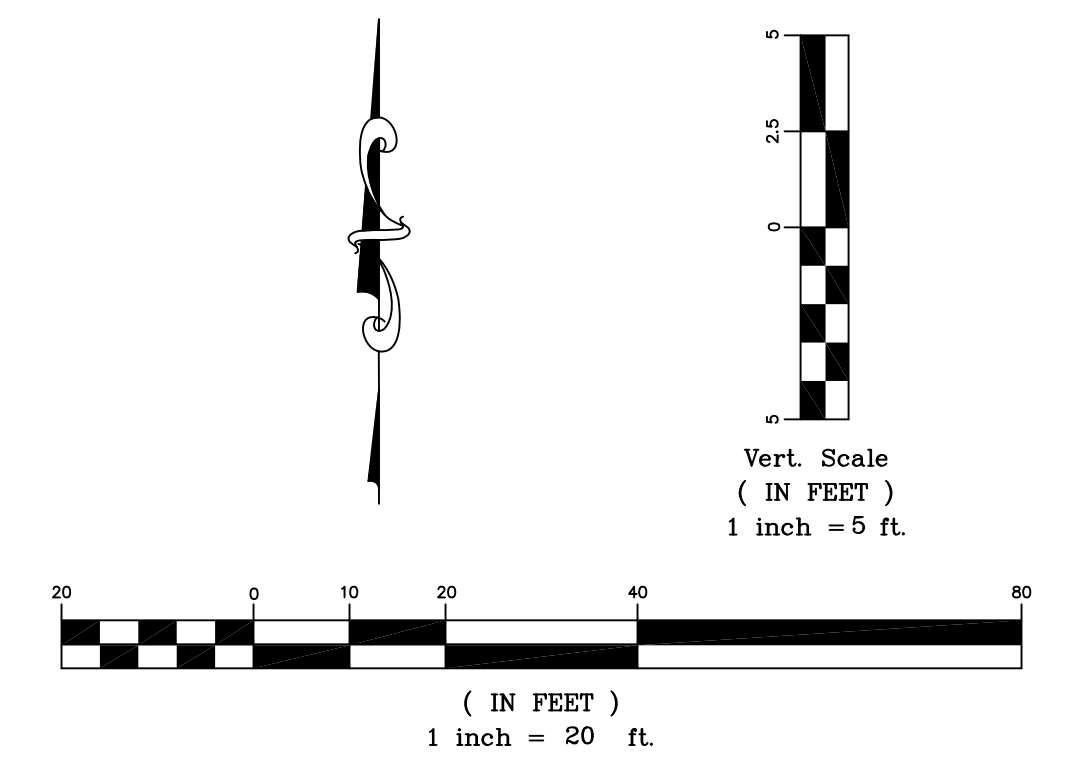 5
2.5
0
5
Vert. Scale
( IN FEET )
1 inch = 5 ft.
20 0 10 20 40 80
( IN FEET )
1 inch = 20 ft.